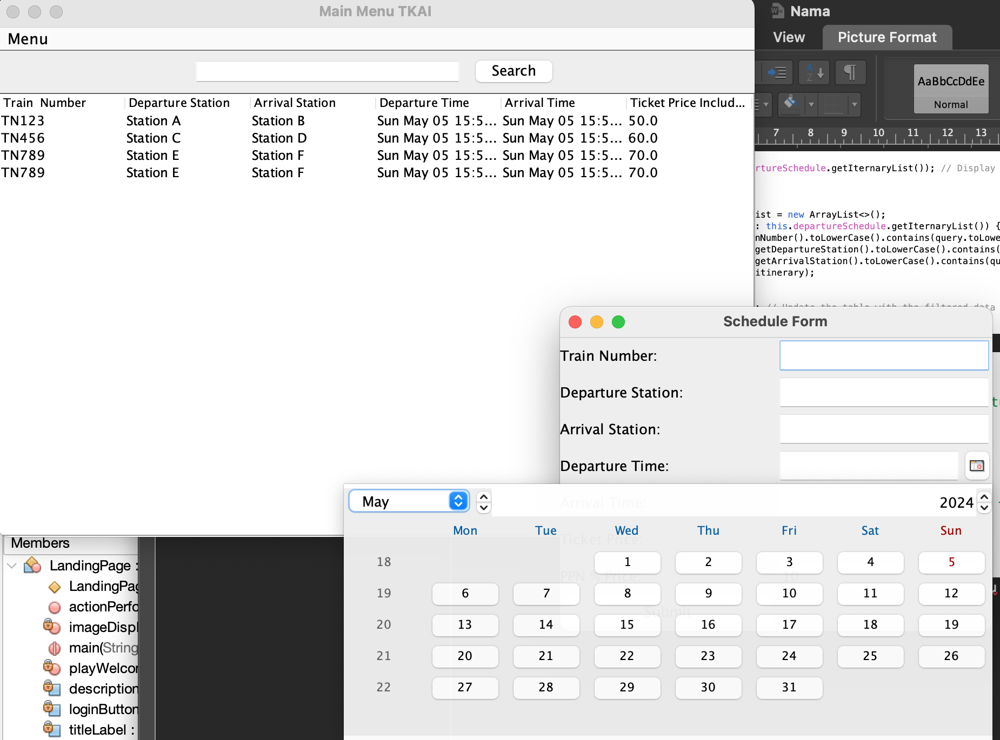 Main Menu TKAI
Menu
Search
Train Number Departure Station Arrival Station Departure Time Arrival Time Ticket Price Includ...
TN123 Station A Station B Sun May 05 15:5... Sun May 05 15:5... 50.0
TN456 Station C Station D Sun May 05 15:5... Sun May 05 15:5... 60.0
TN789 Station E Station F Sun May 05 15:5... Sun May 05 15:5... 70.0
TN789 Station E Station F Sun May 05 15:5... Sun May 05 15:5... 70.0
Nama
View Picture Format
AaBbCcDdEe
Normal
7 8 9 10 11 12 13
rtureSchedule.getIternaryList()); // Display
ist = new ArrayList<>();
: this.departureSchedule.getIternaryList()) {
nNumber().toLowerCase().contains(query.toLowe
getDepartureStation().toLowerCase().contains(
getArrivalStation().toLowerCase().contains(qu
itinerary);
// Update the table with the filtered data
Schedule Form
Train Number:
Departure Station:
Arrival Station:
Departure Time:
Arrival Time:
Ticket Price:
PPN % Price: 10
Submit
May 2024
Mon Tue Wed Thu Fri Sat Sun
18 1 2 3 4 5
19 6 7 8 9 10 11 12
20 13 14 15 16 17 18 19
21 20 21 22 23 24 25 26
22 27 28 29 30 31
Members
LandingPage :
LandingPag
actionPerfo
imageDispl
main(String
playWelcor
description
loginButton
titleLabel :